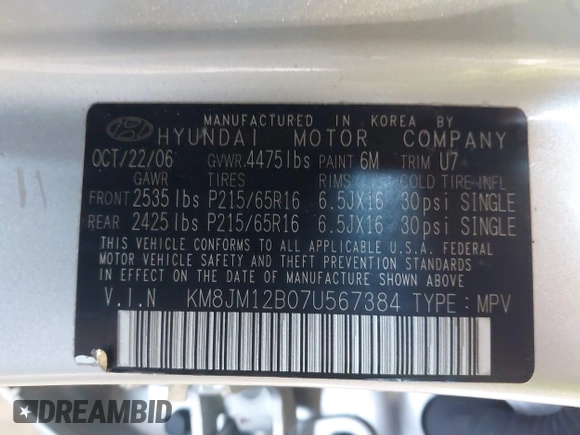 MANUFACTURED IN KOREA BY
HYUNDAI MOTOR COMPANY
OCT/22/06 GVWR.4475lbs PAINT 6M TRIM U7
GAWR TIRES RIMS COLD TIRE INFL
FRONT 2535lbs P215/65R16 6.5JX16 30psi SINGLE
REAR 2425lbs P215/65R16 6.5JX16 30psi SINGLE
THIS VEHICLE CONFORMS TO ALL APPLICABLE FEDERAL
MOTOR VEHICLE SAFETY AND THEFT PREVENTION STANDARDS
IN EFFECT ON THE DATE OF MANUFACTURE SHOWN ABOVE
V.I.N KM8JM12B07U567384 TYPE: MPV
DREAMBID